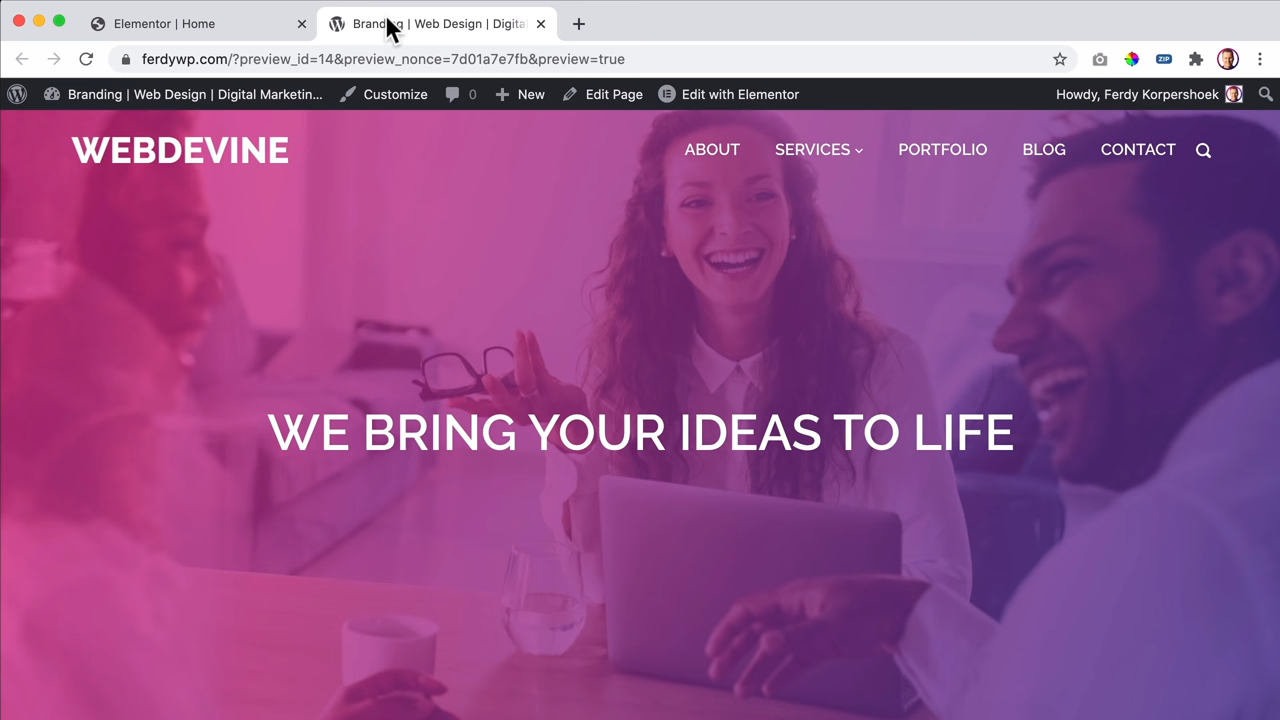 Elementor | Home
Branding | Web Design | Digita
ferdywp.com/?preview_id=14&preview_nonce=7d01a7e7fb&preview=true
ZIP
Branding | Web Design | Digital Marketin... Customize 0 New Edit Page Edit with Elementor Howdy, Ferdy Korpershoek
WEBDEVINE
ABOUT SERVICES PORTFOLIO BLOG CONTACT
WE BRING YOUR IDEAS TO LIFE